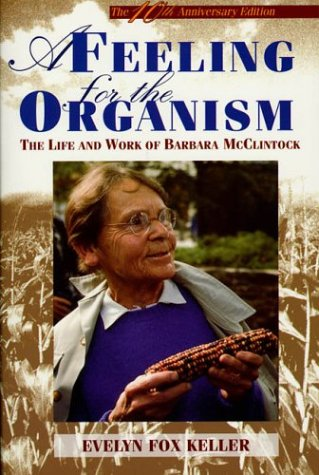 The 10th Anniversary Edition
A FEELING
for the
ORGANISM
THE LIFE AND WORK OF BARBARA MCCLINTOCK
EVELYN FOX KELLER